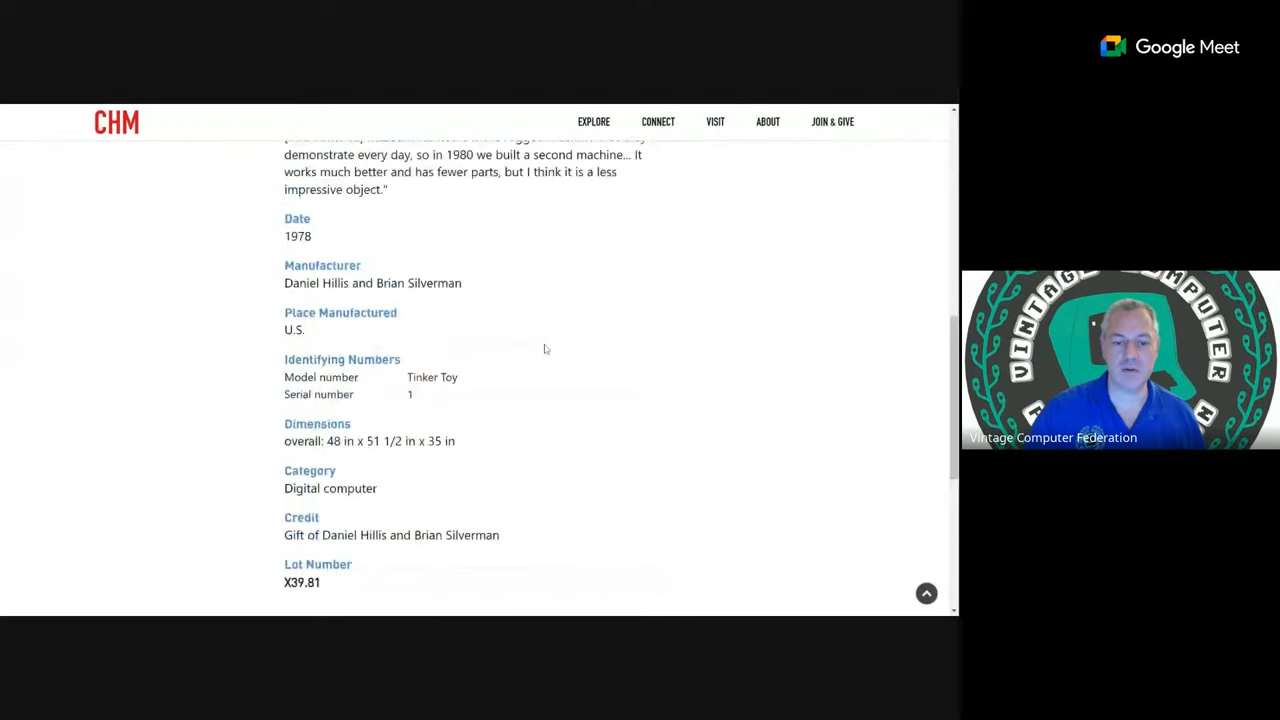 Google Meet
CHM
EXPLORE CONNECT VISIT ABOUT JOIN & GIVE
demonstrate every day, so in 1980 we built a second machine... It
works much better and has fewer parts, but I think it is a less
impressive object."
Date
1978
Manufacturer
Daniel Hillis and Brian Silverman
Place Manufactured
U.S.
Identifying Numbers
Model number Tinker Toy
Serial number 1
Dimensions
overall: 48 in x 51 1/2 in x 35 in
Category
Digital computer
Credit
Gift of Daniel Hillis and Brian Silverman
Lot Number
X39.81
VINTAGE COMPUTER
Vintage Computer Federation